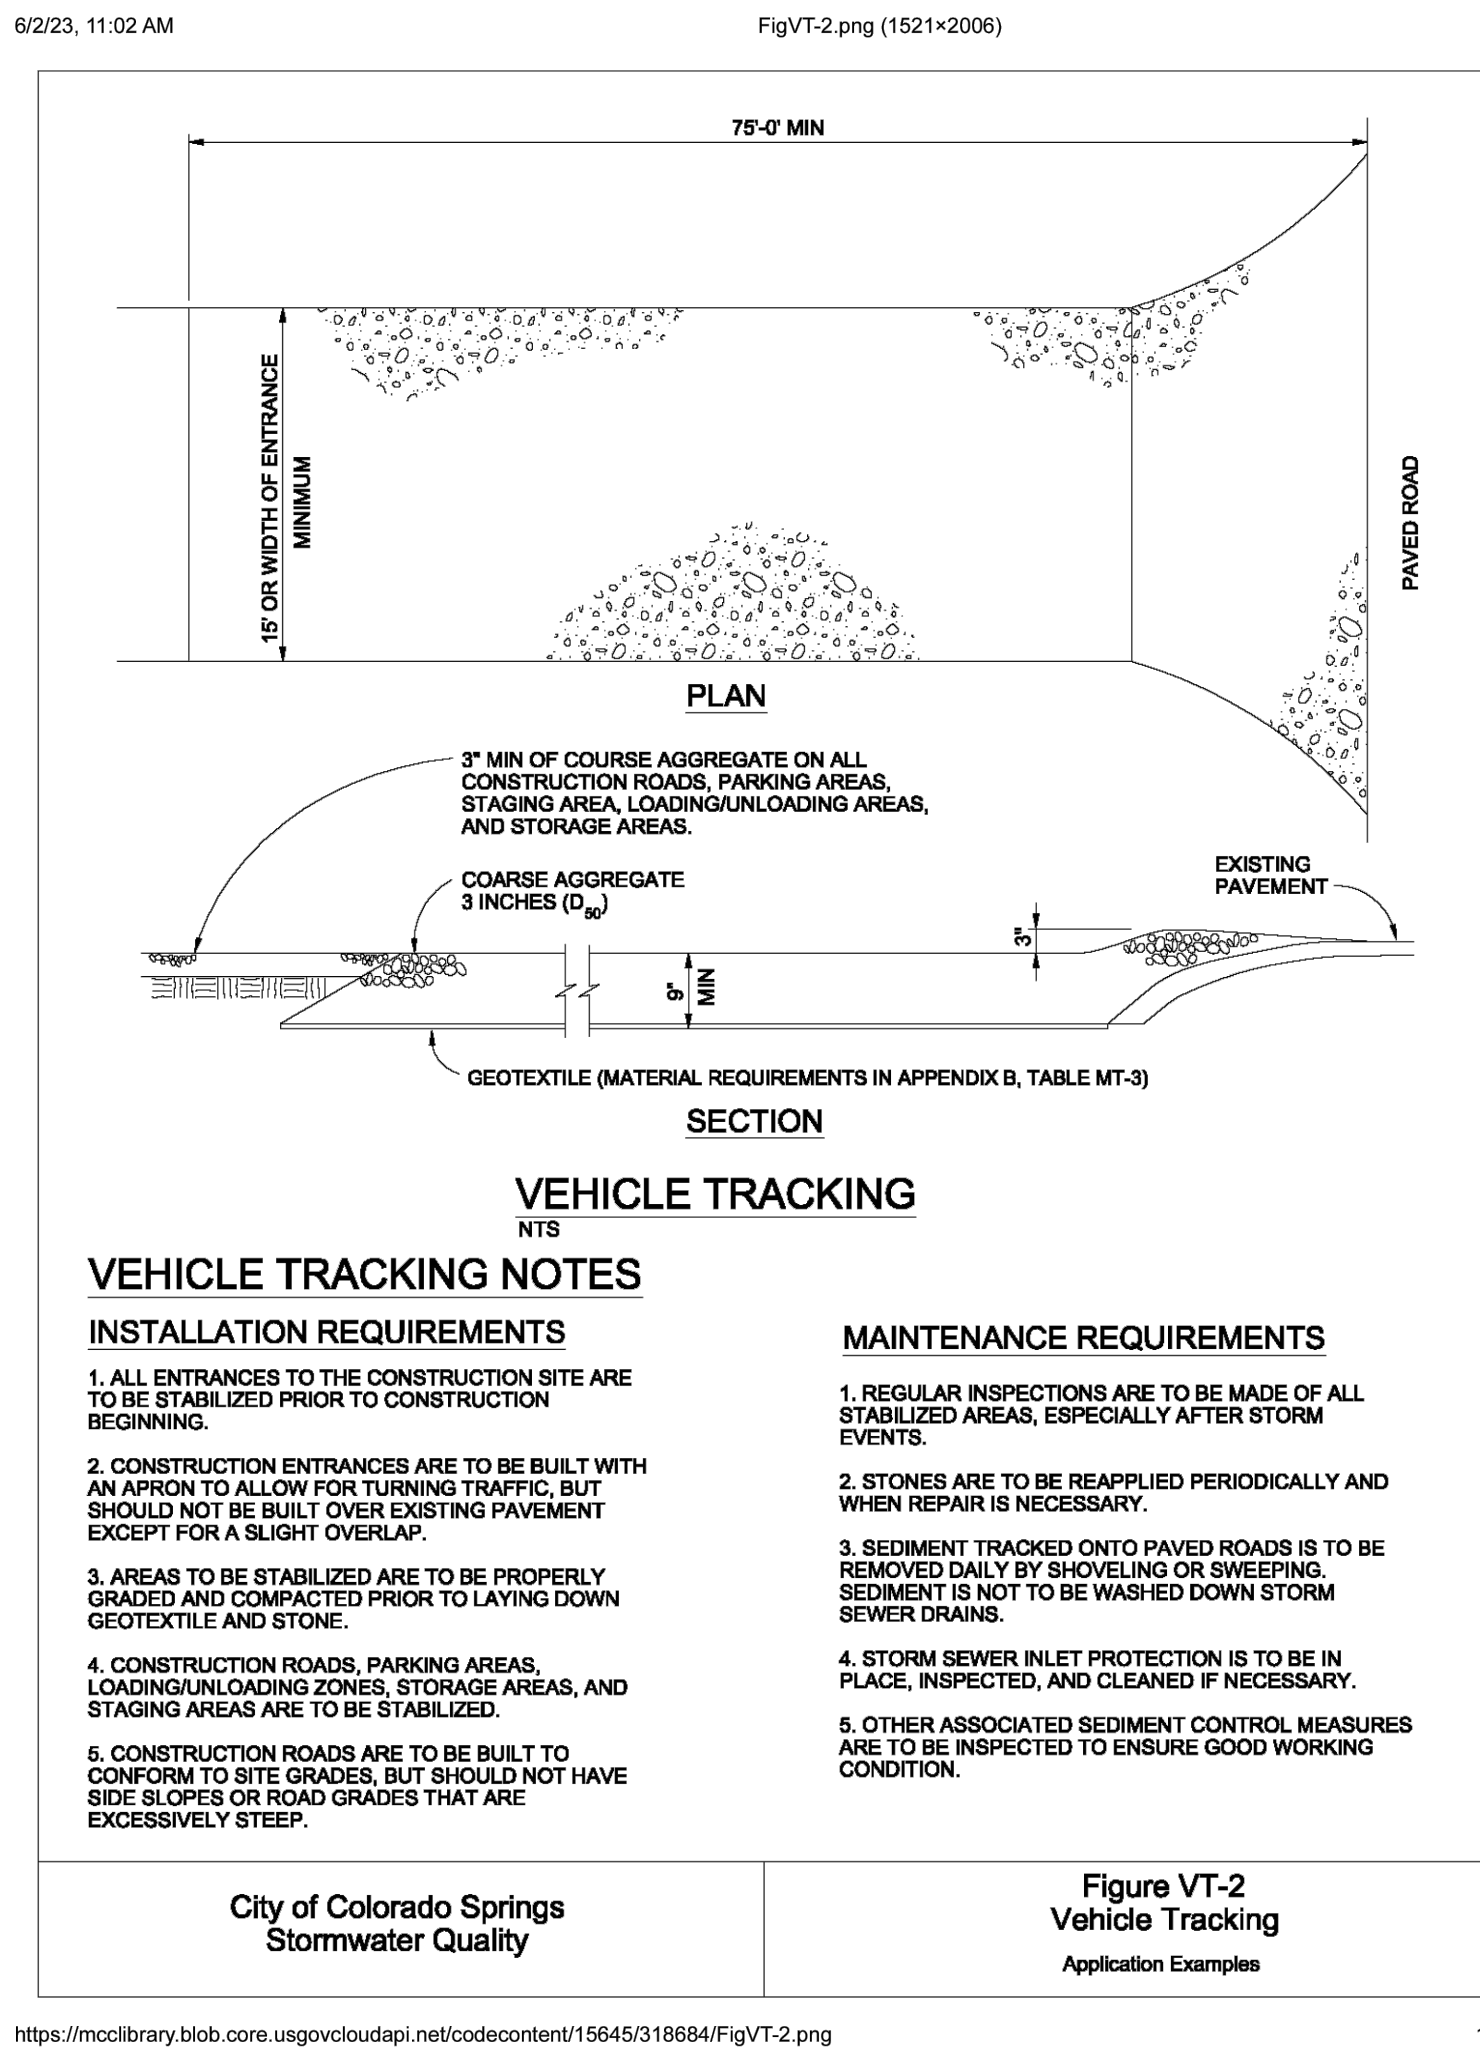 6/2/23, 11:02 AM
FigVT-2.png (1521×2006)
75'-0' MIN
15' OR WIDTH OF ENTRANCE
MINIMUM
PAVED ROAD
PLAN
3" MIN OF COURSE AGGREGATE ON ALL
CONSTRUCTION ROADS, PARKING AREAS,
STAGING AREA, LOADING/UNLOADING AREAS,
AND STORAGE AREAS.
COARSE AGGREGATE
3 INCHES (D50)
EXISTING
PAVEMENT
3"
9"
MIN
GEOTEXTILE (MATERIAL REQUIREMENTS IN APPENDIX B, TABLE MT-3)
SECTION
VEHICLE TRACKING
NTS
VEHICLE TRACKING NOTES
INSTALLATION REQUIREMENTS
1. ALL ENTRANCES TO THE CONSTRUCTION SITE ARE
TO BE STABILIZED PRIOR TO CONSTRUCTION
BEGINNING.
2. CONSTRUCTION ENTRANCES ARE TO BE BUILT WITH
AN APRON TO ALLOW FOR TURNING TRAFFIC, BUT
SHOULD NOT BE BUILT OVER EXISTING PAVEMENT
EXCEPT FOR A SLIGHT OVERLAP.
3. AREAS TO BE STABILIZED ARE TO BE PROPERLY
GRADED AND COMPACTED PRIOR TO LAYING DOWN
GEOTEXTILE AND STONE.
4. CONSTRUCTION ROADS, PARKING AREAS,
LOADING/UNLOADING ZONES, STORAGE AREAS, AND
STAGING AREAS ARE TO BE STABILIZED.
5. CONSTRUCTION ROADS ARE TO BE BUILT TO
CONFORM TO SITE GRADES, BUT SHOULD NOT HAVE
SIDE SLOPES OR ROAD GRADES THAT ARE
EXCESSIVELY STEEP.
MAINTENANCE REQUIREMENTS
1. REGULAR INSPECTIONS ARE TO BE MADE OF ALL
STABILIZED AREAS, ESPECIALLY AFTER STORM
EVENTS.
2. STONES ARE TO BE REAPPLIED PERIODICALLY AND
WHEN REPAIR IS NECESSARY.
3. SEDIMENT TRACKED ONTO PAVED ROADS IS TO BE
REMOVED DAILY BY SHOVELING OR SWEEPING.
SEDIMENT IS NOT TO BE WASHED DOWN STORM
SEWER DRAINS.
4. STORM SEWER INLET PROTECTION IS TO BE IN
PLACE, INSPECTED, AND CLEANED IF NECESSARY.
5. OTHER ASSOCIATED SEDIMENT CONTROL MEASURES
ARE TO BE INSPECTED TO ENSURE GOOD WORKING
CONDITION.
City of Colorado Springs
Stormwater Quality
Figure VT-2
Vehicle Tracking
Application Examples
https://mcclibrary.blob.core.usgovcloudapi.net/codecontent/15645/318684/FigVT-2.png